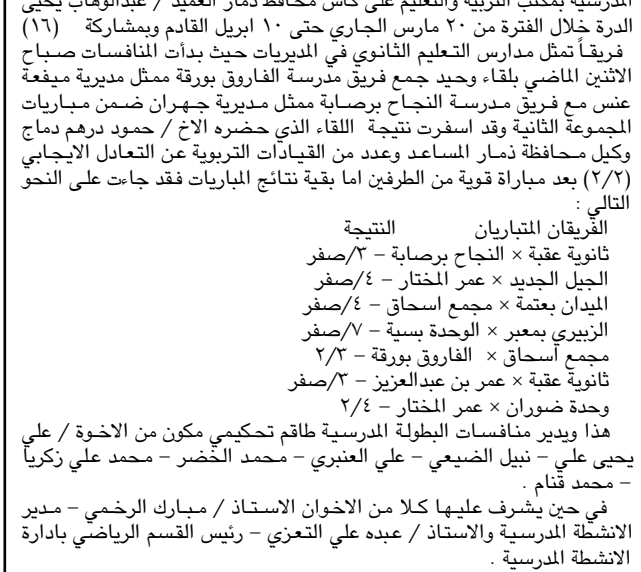 المدرسية بمكتب التربية والتعليم على كأس محافظ ذمار العميد / عبدالوهاب يحيى
الدرة خلال الفترة من ٢٠ مارس الجاري حتى ١٠ ابريل القادم وبمشاركة (١٦)
فريقاً تمثل مدارس التعليم الثانوي في المديريات حيث بدأت المنافسات صباح
الاثنين الماضي بلقاء وحيد جمع فريق مدرسة الفاروق بورقة ممثل مديرية ميفعة
عنس مع فريق مدرسة النجاح برصابة ممثل مديرية جهران ضمن مباريات
المجموعة الثانية وقد اسفرت نتيجة اللقاء الذي حضره الاخ / حمود درهم دماج
وكيل محافظة ذمار المساعد وعدد من القيادات التربوية عن التعادل الايجابي
(٢/٢) بعد مباراة قوية من الطرفين اما بقية نتائج المباريات فقد جاءت على النحو
التالي :
الفريقان المتباريان النتيجة
ثانوية عقبة × النجاح برصابة – ٣/صفر
الجيل الجديد × عمر المختار – ٤/صفر
الميدان بعتمة × مجمع اسحاق – ٤/صفر
الزبيري بمعبر × الوحدة بسية – ٧/صفر
مجمع اسحاق × الفاروق بورقة – ٢/٣
ثانوية عقبة × عمر بن عبدالعزيز – ٣/صفر
وحدة ضوران × عمر المختار – ٢/٤
هذا ويدير منافسات البطولة المدرسية طاقم تحكيمي مكون من الاخوة / علي
يحيى علي – نبيل الضيعي – علي العنبري – محمد الخضر – محمد علي زكريا
– محمد قنام .
في حين يشرف عليها كلا من الاخوان الاستاذ / مبارك الرخمي – مدير
الانشطة المدرسية والاستاذ / عبده علي التعزي – رئيس القسم الرياضي بادارة
الانشطة المدرسية .